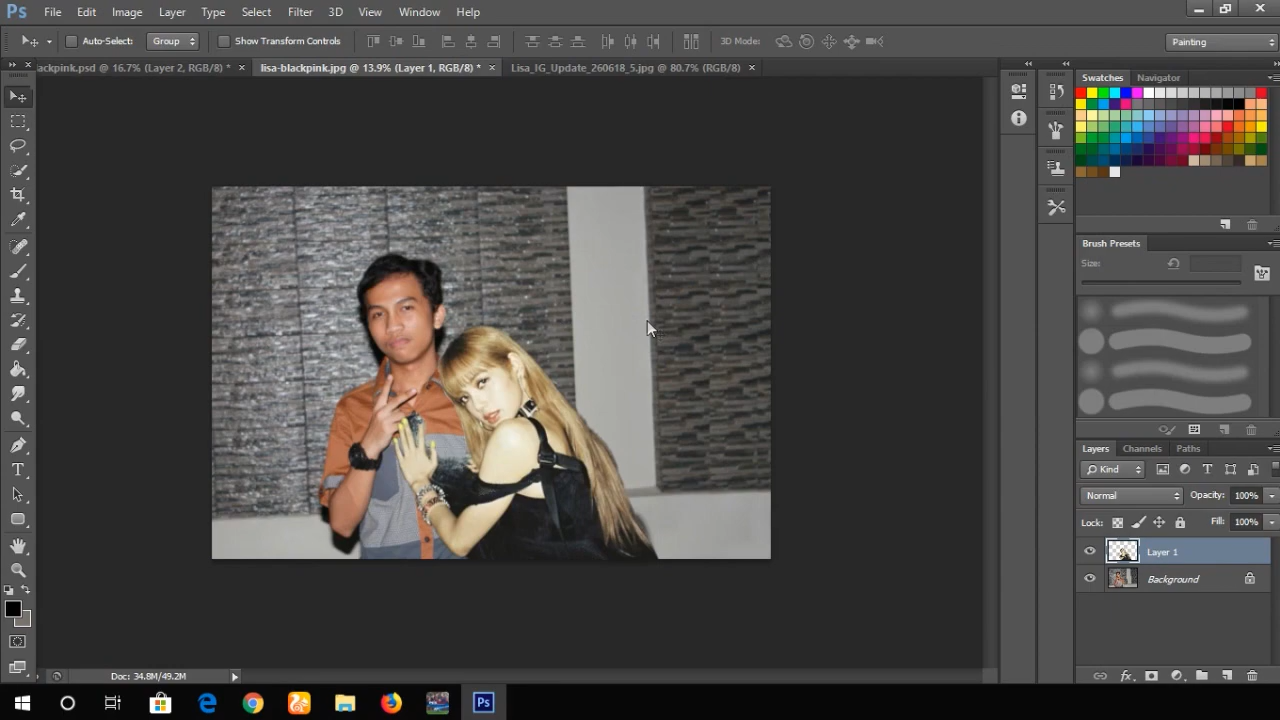 Ps File Edit Image Layer Type Select Filter 3D View Window Help
Auto-Select: Group Show Transform Controls 3D Mode: Painting
ackpink.psd @ 16.7% (Layer 2, RGB/8) * lisa-blackpink.jpg @ 13.9% (Layer 1, RGB/8) * Lisa_IG_Update_260618_5.jpg @ 80.7% (RGB/8)
Swatches Navigator
Brush Presets
Size:
Layers Channels Paths
Kind
Normal Opacity: 100%
Lock: Fill: 100%
Layer 1
Background
Doc: 34.8M/49.2M
Ps